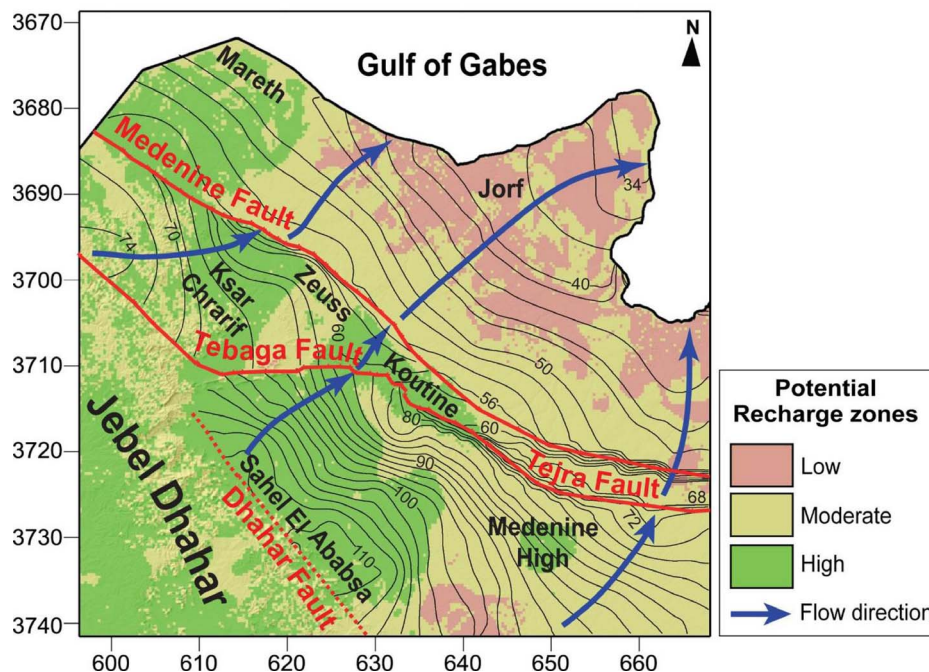 3670
3680
3690
3700
3710
3720
3730
3740
600
610
620
630
640
650
660
N
Gulf of Gabes
Mareth
Medenine Fault
Jorf
34
74
70
Ksar
Chrarif
Zeuss
60
40
50
Tebaga Fault
Koutine
56
60
80
90
Jebel Dhahar
Sahel El Ababsa
Dhahar Fault
100
110
Tejra Fault
68
72
Medenine
High
Potential
Recharge zones
Low
Moderate
High
Flow direction